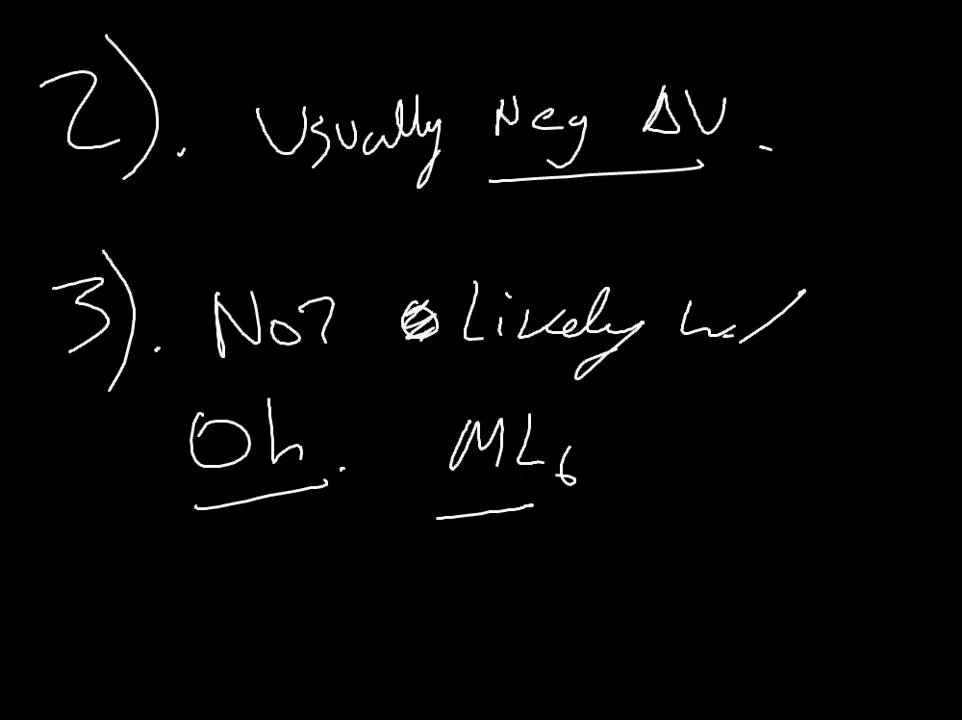 2). Usually Neg ΔV.
3). Not Likely w/
Oh. ML6